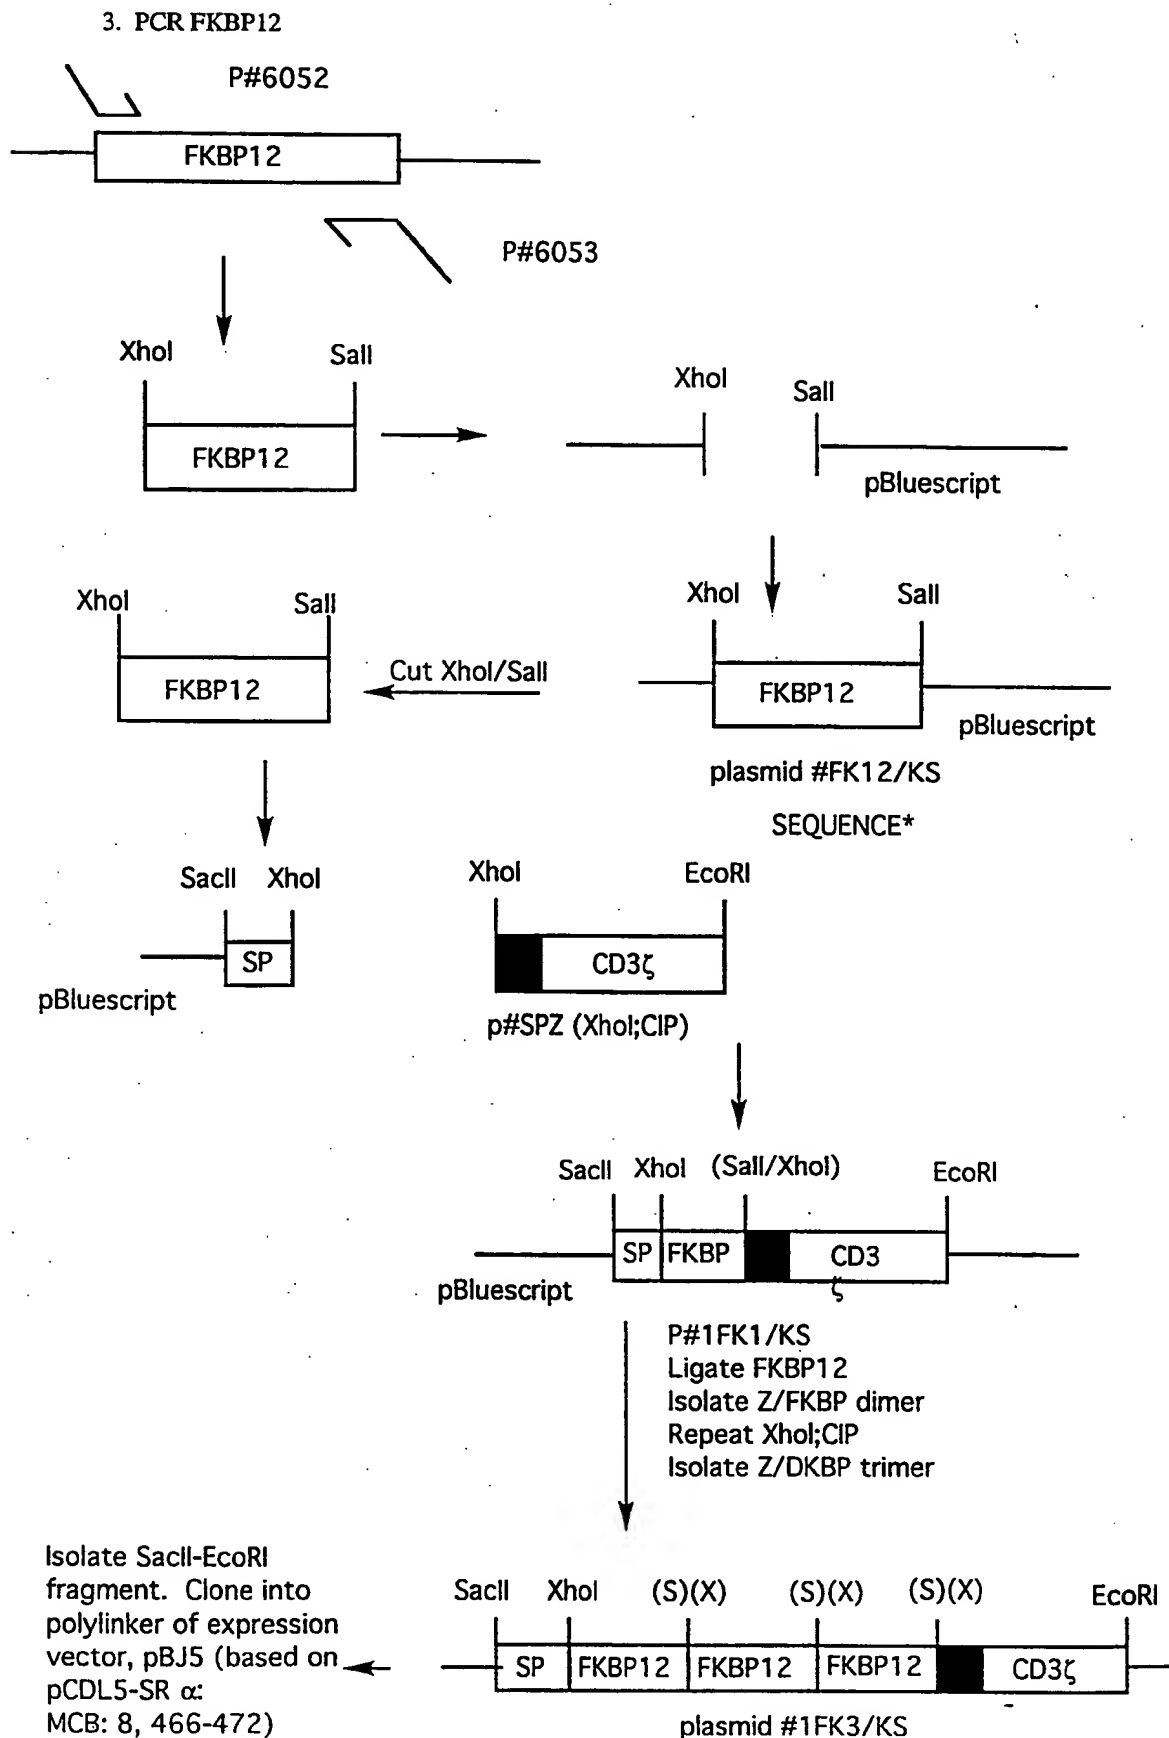 3. PCR FKBP12
P#6052
FKBP12
P#6053
XhoI SalI
FKBP12
XhoI SalI
pBluescript
XhoI SalI
FKBP12
Cut XhoI/SalI
XhoI SalI
FKBP12
pBluescript
plasmid #FK12/KS
SEQUENCE*
SacII XhoI
SP
pBluescript
XhoI EcoRI
CD3ζ
p#SPZ (XhoI;CIP)
SacII XhoI (SalI/XhoI) EcoRI
SP FKBP CD3
ζ
pBluescript
P#1FK1/KS
Ligate FKBP12
Isolate Z/FKBP dimer
Repeat XhoI;CIP
Isolate Z/DKBP trimer
Isolate SacII-EcoRI
fragment. Clone into
polylinker of expression
vector, pBJ5 (based on
pCDL5-SR α:
MCB: 8, 466-472)
SacII XhoI (S)(X) (S)(X) (S)(X) EcoRI
SP FKBP12 FKBP12 FKBP12 CD3ζ
plasmid #1FK3/KS